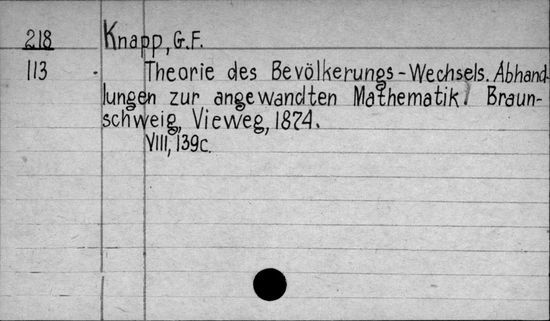 218 Knapp, G.F.
113 Theorie des Bevölkerungs-Wechsels. Abhand-
lungen zur angewandten Mathematik. Braun-
schweig, Vieweg, 1874.
VIII, 139c.